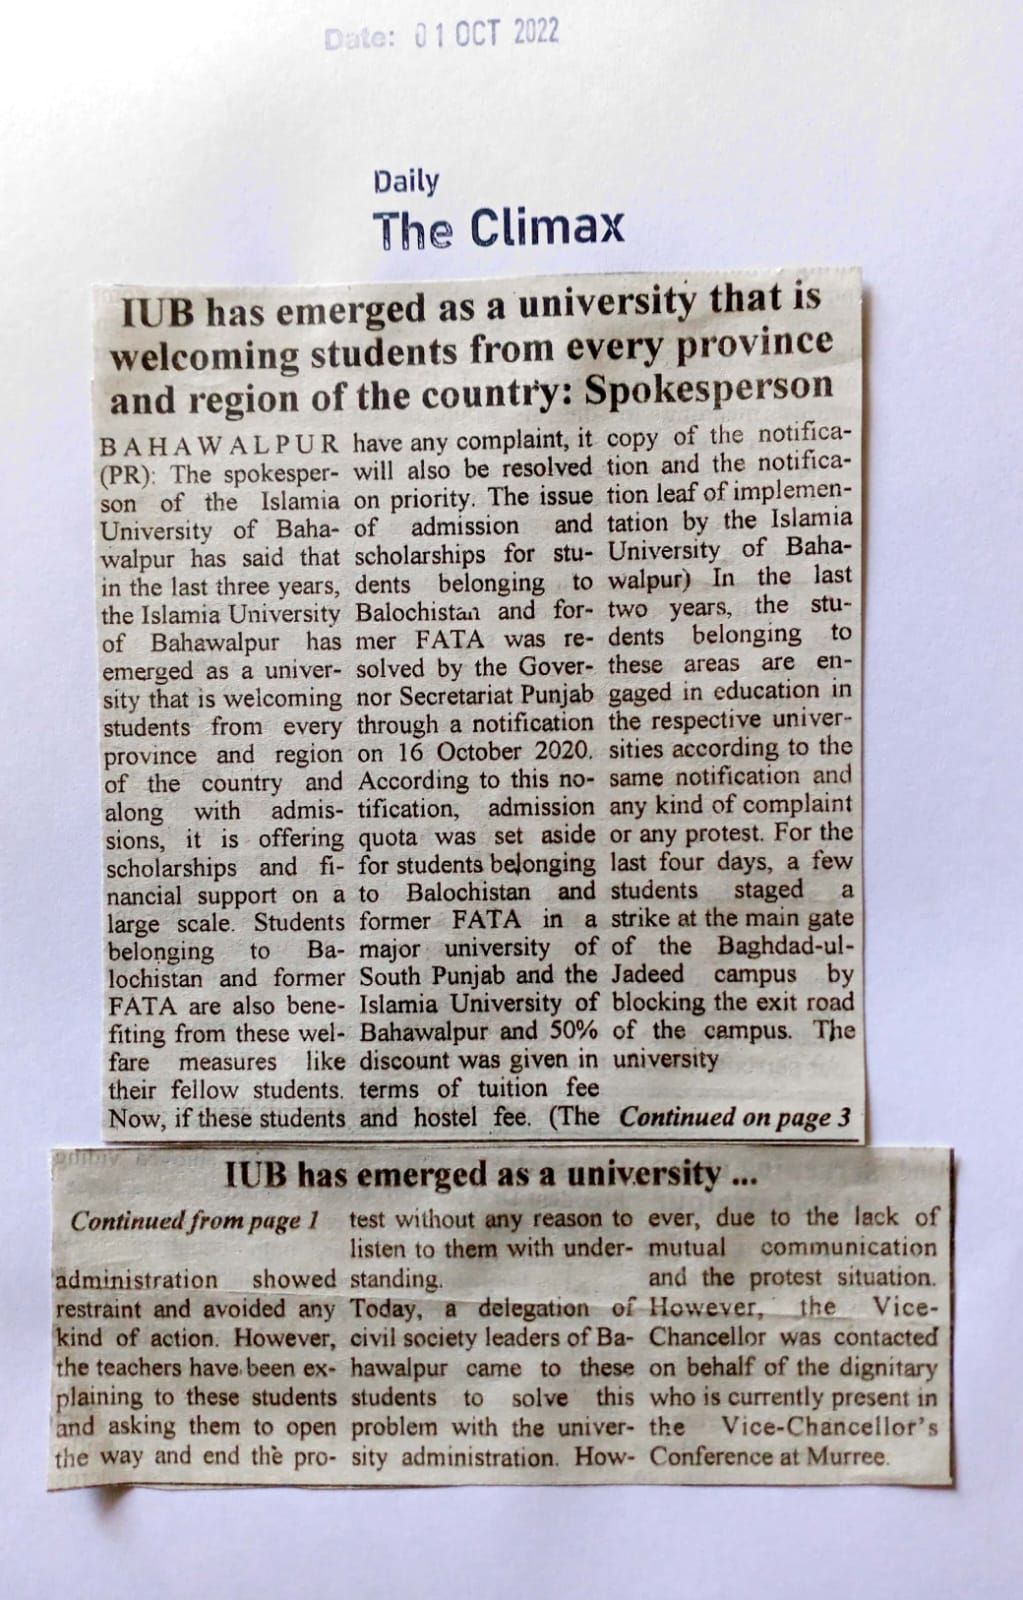 Date: 01 OCT 2022
Daily
The Climax
IUB has emerged as a university that is
welcoming students from every province
and region of the country: Spokesperson
BAHAWALPUR
(PR): The spokesper-
son of the Islamia
University of Baha-
walpur has said that
in the last three years,
the Islamia University
of Bahawalpur has
emerged as a univer-
sity that is welcoming
students from every
province and region
of the country and
along with admis-
sions, it is offering
scholarships and fi-
nancial support on a
large scale. Students
belonging to Ba-
lochistan and former
FATA are also bene-
fiting from these wel-
fare measures like
their fellow students.
Now, if these students
have any complaint, it
will also be resolved
on priority. The issue
of admission and
scholarships for stu-
dents belonging to
Balochistan and for-
mer FATA was re-
solved by the Gover-
nor Secretariat Punjab
through a notification
on 16 October 2020.
According to this no-
tification, admission
quota was set aside
for students belonging
to Balochistan and
former FATA in a
major university of
South Punjab and the
Islamia University of
Bahawalpur and 50%
discount was given in
terms of tuition fee
and hostel fee. (The
copy of the notifica-
tion and the notifica-
tion leaf of implemen-
tation by the Islamia
University of Baha-
walpur) In the last
two years, the stu-
dents belonging to
these areas are en-
gaged in education in
the respective univer-
sities according to the
same notification and
any kind of complaint
or any protest. For the
last four days, a few
students staged a
strike at the main gate
of the Baghdad-ul-
Jadeed campus by
blocking the exit road
of the campus. The
university
Continued on page 3
IUB has emerged as a university ...
Continued from page 1
administration showed
restraint and avoided any
kind of action. However,
the teachers have been ex-
plaining to these students
and asking them to open
the way and end the pro-
test without any reason to
listen to them with under-
standing.
Today, a delegation of
civil society leaders of Ba-
hawalpur came to these
students to solve this
problem with the univer-
sity administration. How-
ever, due to the lack of
mutual communication
and the protest situation.
However, the Vice-
Chancellor was contacted
on behalf of the dignitary
who is currently present in
the Vice-Chancellor's
Conference at Murree.